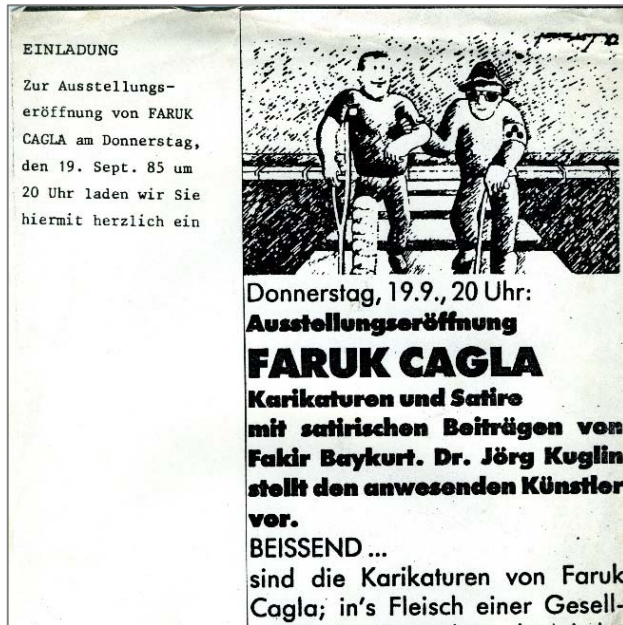 EINLADUNG
Zur Ausstellungs-
eröffnung von FARUK
CAGLA am Donnerstag,
den 19. Sept. 85 um
20 Uhr laden wir Sie
hiermit herzlich ein
Donnerstag, 19.9., 20 Uhr:
Ausstellungseröffnung
FARUK CAGLA
Karikaturen und Satire
mit satirischen Beiträgen von
Fakir Baykurt. Dr. Jörg Kuglin
stellt den anwesenden Künstler
vor.
BEISSEND ...
sind die Karikaturen von Faruk
Cagla; in's Fleisch einer Gesell-